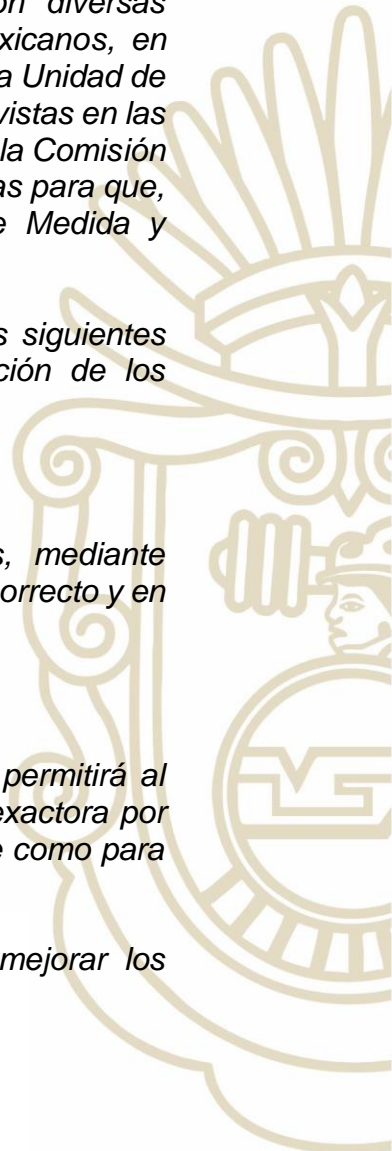 diversas
xicanos, en
a Unidad de
vistas en las
la Comisión
as para que,
Medida y
s siguientes
ción de los
s, mediante
orrecto y en
permitirá al
exactora por
e como para
mejorar los